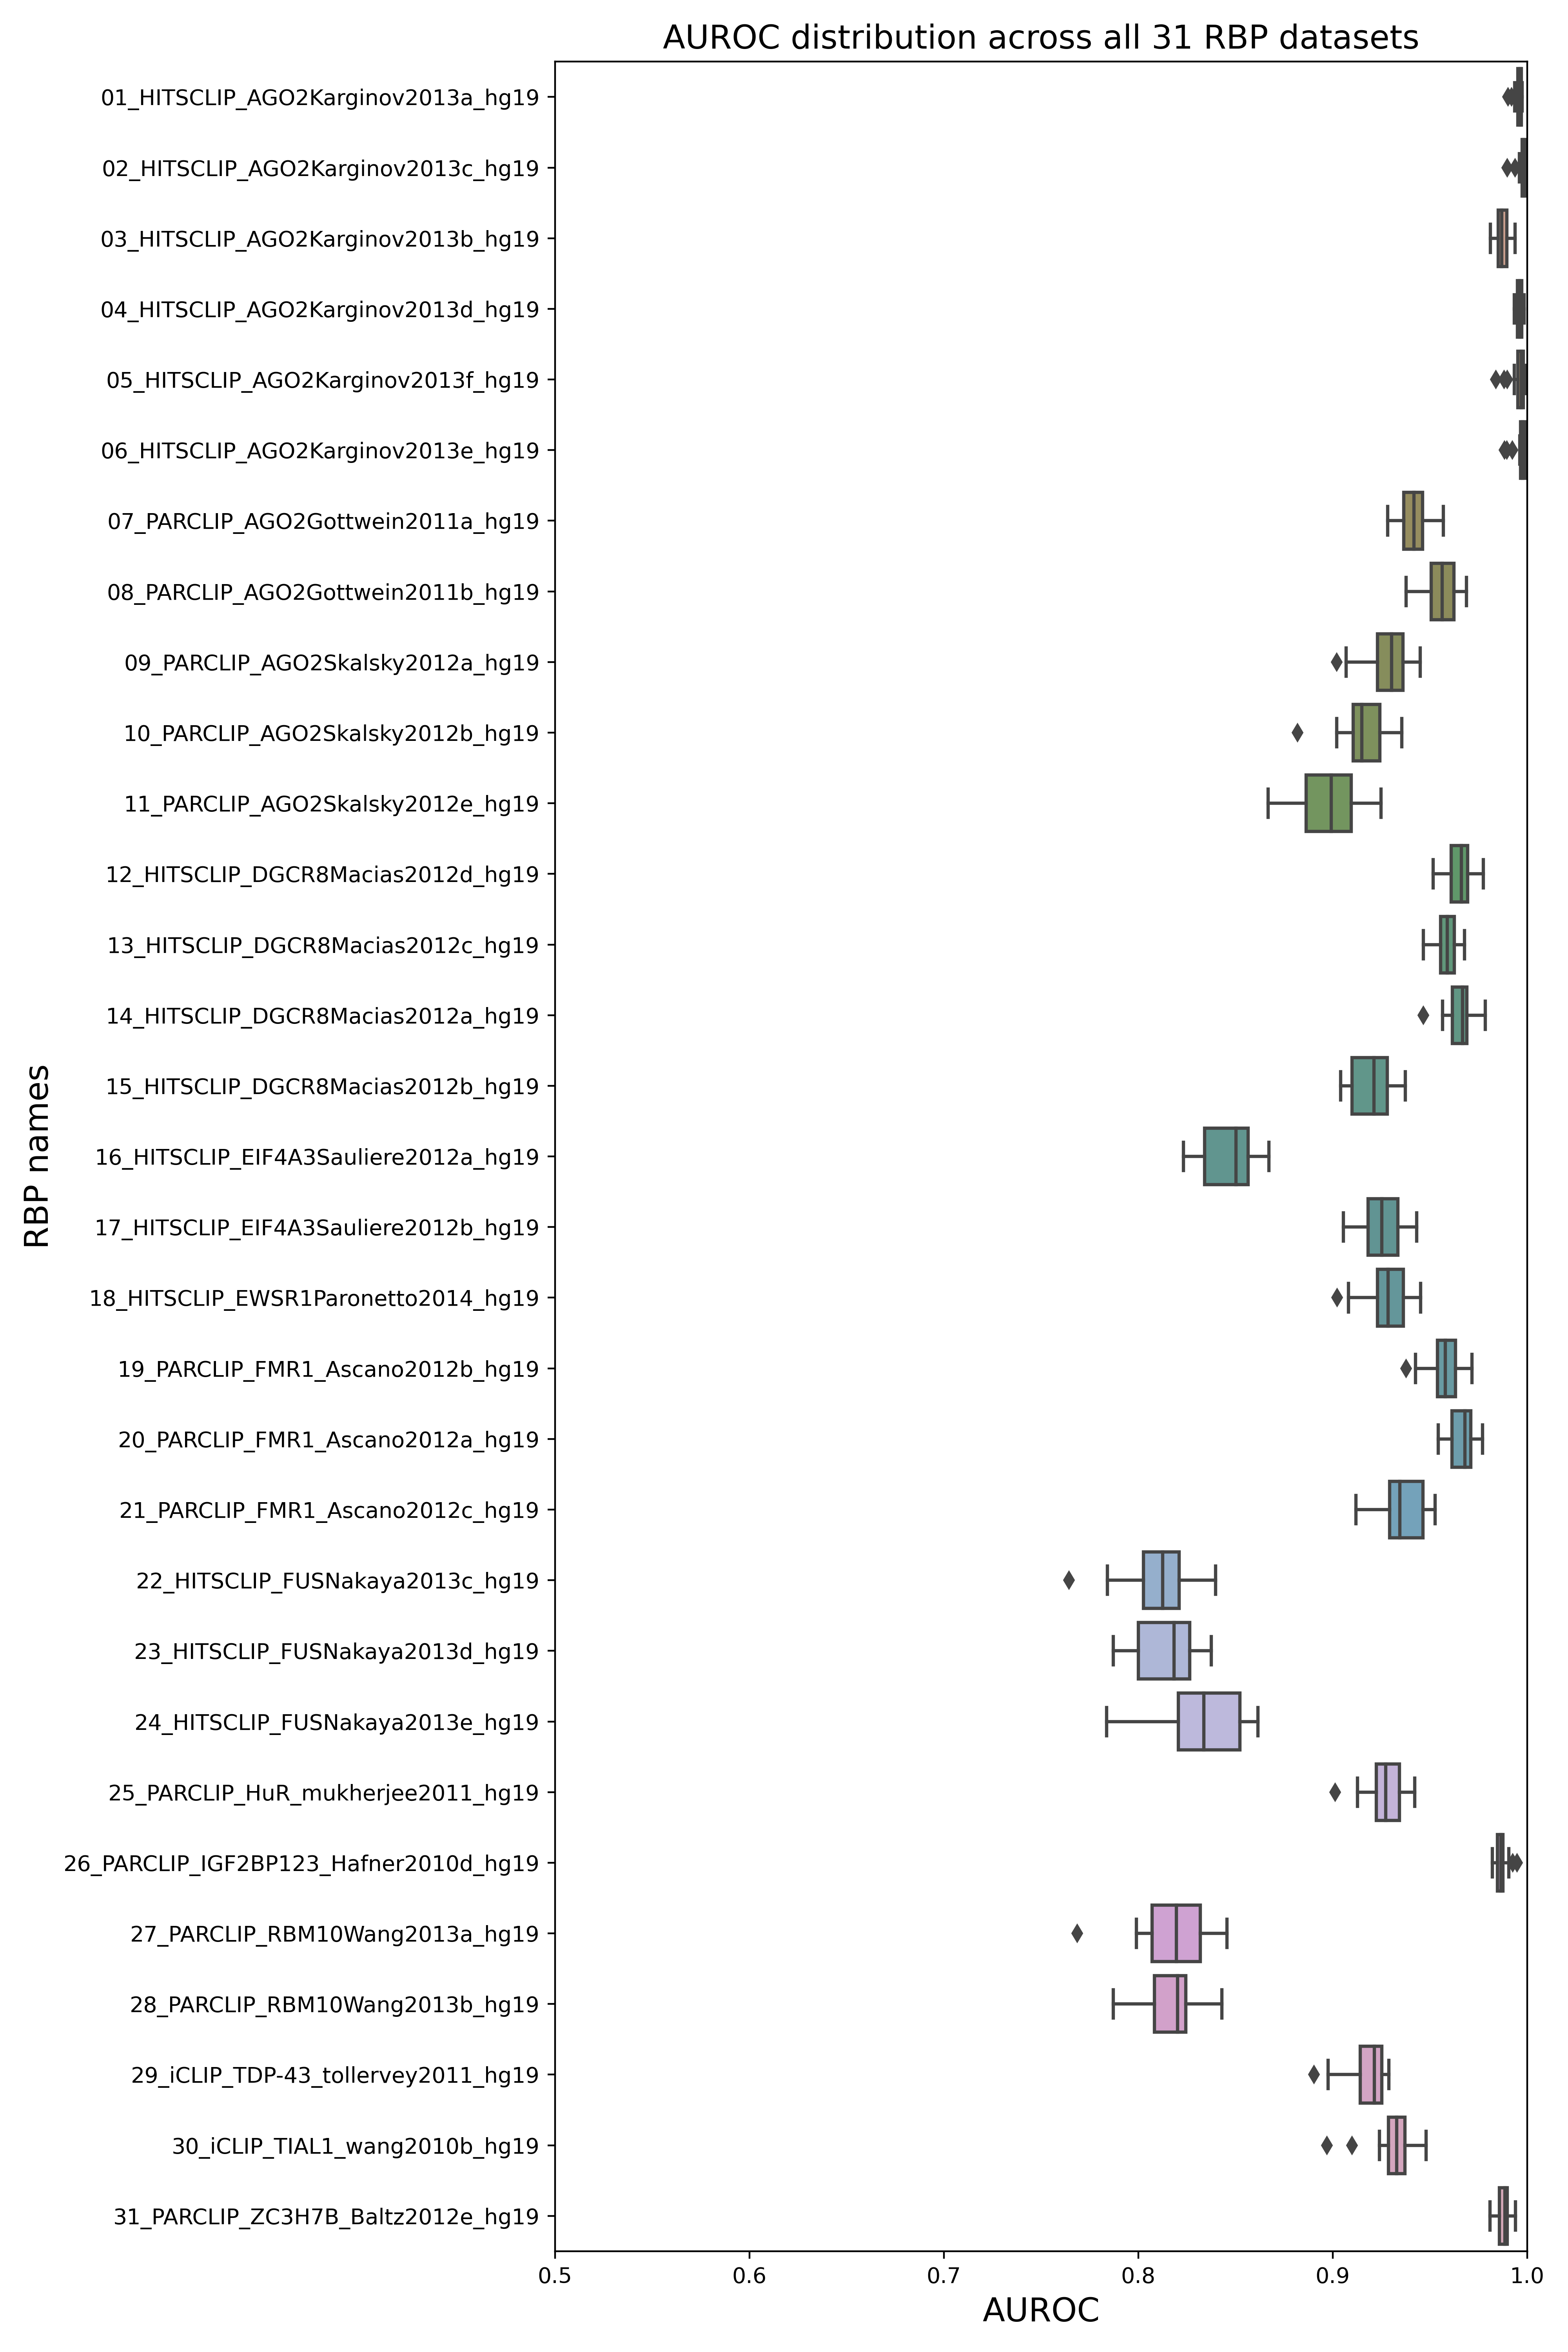 AUROC distribution across all 31 RBP datasets
01_HITSCLIP_AGO2Karginov2013a_hg19
02_HITSCLIP_AGO2Karginov2013c_hg19
03_HITSCLIP_AGO2Karginov2013b_hg19
04_HITSCLIP_AGO2Karginov2013d_hg19
05_HITSCLIP_AGO2Karginov2013f_hg19
06_HITSCLIP_AGO2Karginov2013e_hg19
07_PARCLIP_AGO2Gottwein2011a_hg19
08_PARCLIP_AGO2Gottwein2011b_hg19
09_PARCLIP_AGO2Skalsky2012a_hg19
10_PARCLIP_AGO2Skalsky2012b_hg19
11_PARCLIP_AGO2Skalsky2012e_hg19
12_HITSCLIP_DGCR8Macias2012d_hg19
13_HITSCLIP_DGCR8Macias2012c_hg19
14_HITSCLIP_DGCR8Macias2012a_hg19
15_HITSCLIP_DGCR8Macias2012b_hg19
16_HITSCLIP_EIF4A3Sauliere2012a_hg19
17_HITSCLIP_EIF4A3Sauliere2012b_hg19
18_HITSCLIP_EWSR1Paronetto2014_hg19
19_PARCLIP_FMR1_Ascano2012b_hg19
20_PARCLIP_FMR1_Ascano2012a_hg19
21_PARCLIP_FMR1_Ascano2012c_hg19
22_HITSCLIP_FUSNakaya2013c_hg19
23_HITSCLIP_FUSNakaya2013d_hg19
24_HITSCLIP_FUSNakaya2013e_hg19
25_PARCLIP_HuR_mukherjee2011_hg19
26_PARCLIP_IGF2BP123_Hafner2010d_hg19
27_PARCLIP_RBM10Wang2013a_hg19
28_PARCLIP_RBM10Wang2013b_hg19
29_iCLIP_TDP-43_tollervey2011_hg19
30_iCLIP_TIAL1_wang2010b_hg19
31_PARCLIP_ZC3H7B_Baltz2012e_hg19
RBP names
0.5 0.6 0.7 0.8 0.9 1.0
AUROC